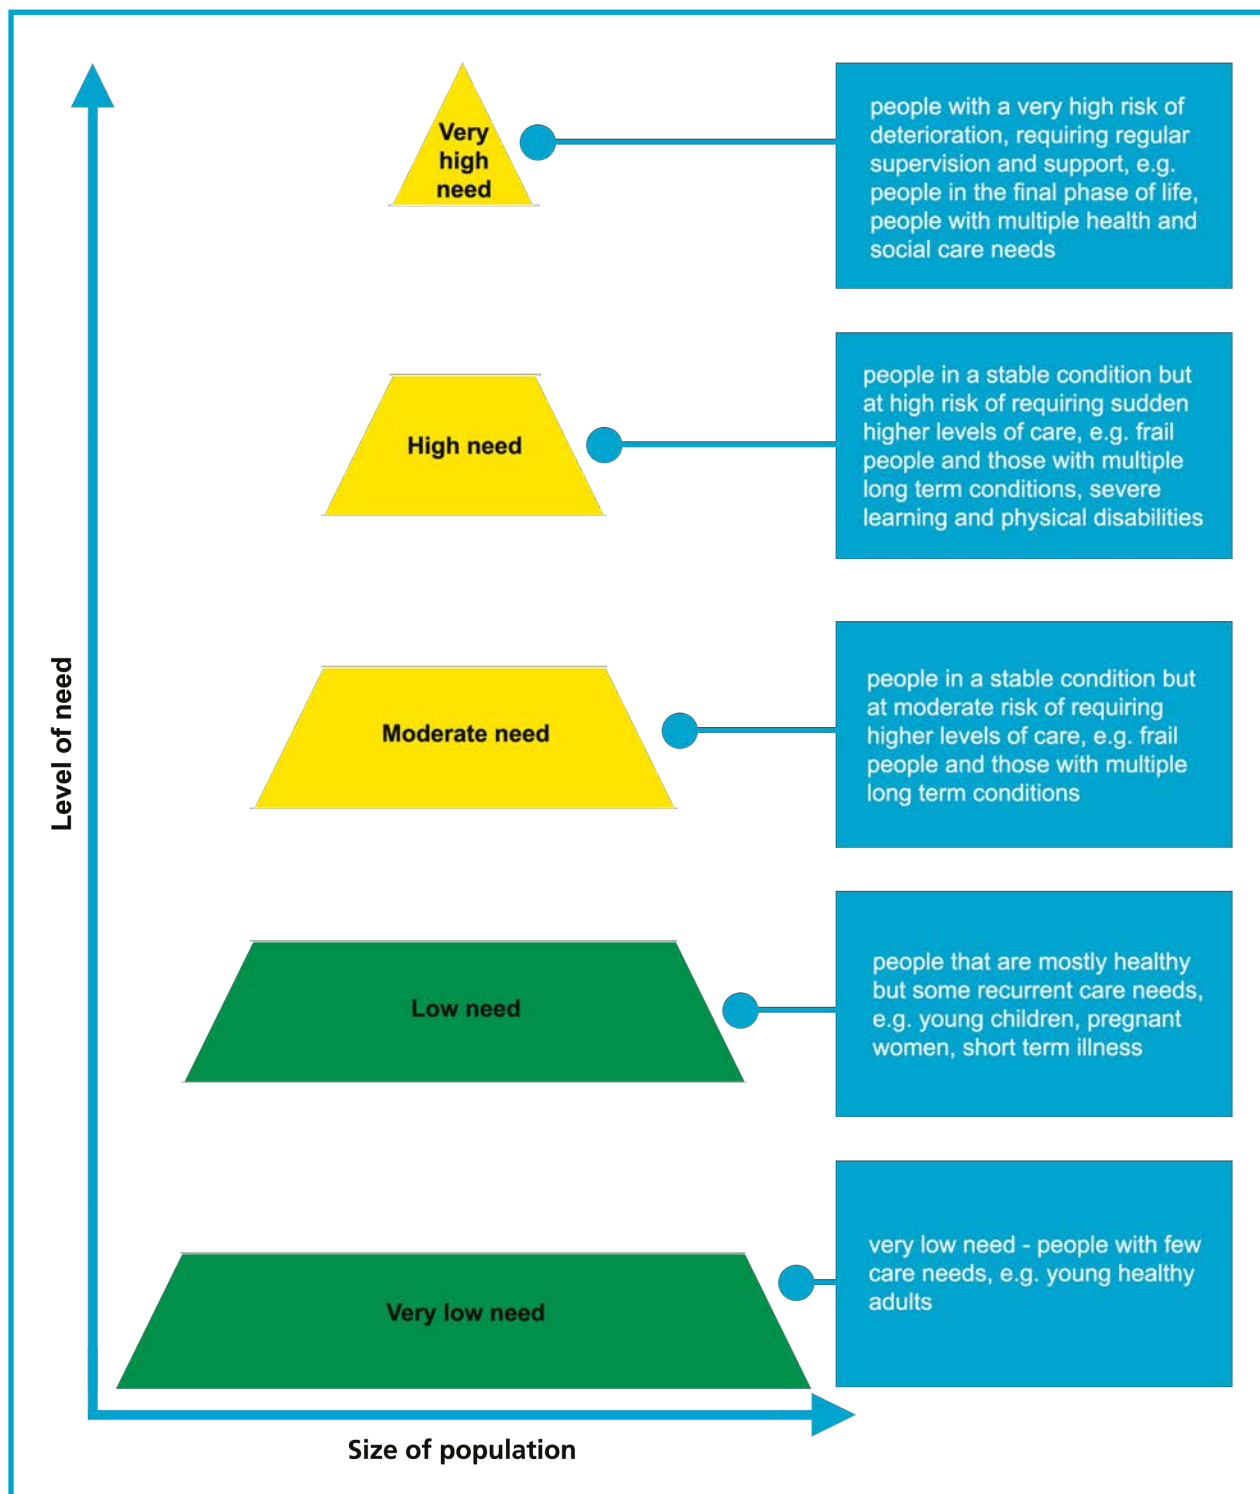 Very
high
need
people with a very high risk of
deterioration, requiring regular
supervision and support, e.g.
people in the final phase of life,
people with multiple health and
social care needs
High need
people in a stable condition but
at high risk of requiring sudden
higher levels of care, e.g. frail
people and those with multiple
long term conditions, severe
learning and physical disabilities
Level of need
Moderate need
people in a stable condition but
at moderate risk of requiring
higher levels of care, e.g. frail
people and those with multiple
long term conditions
Low need
people that are mostly healthy
but some recurrent care needs,
e.g. young children, pregnant
women, short term illness
Very low need
very low need - people with few
care needs, e.g. young healthy
adults
Size of population